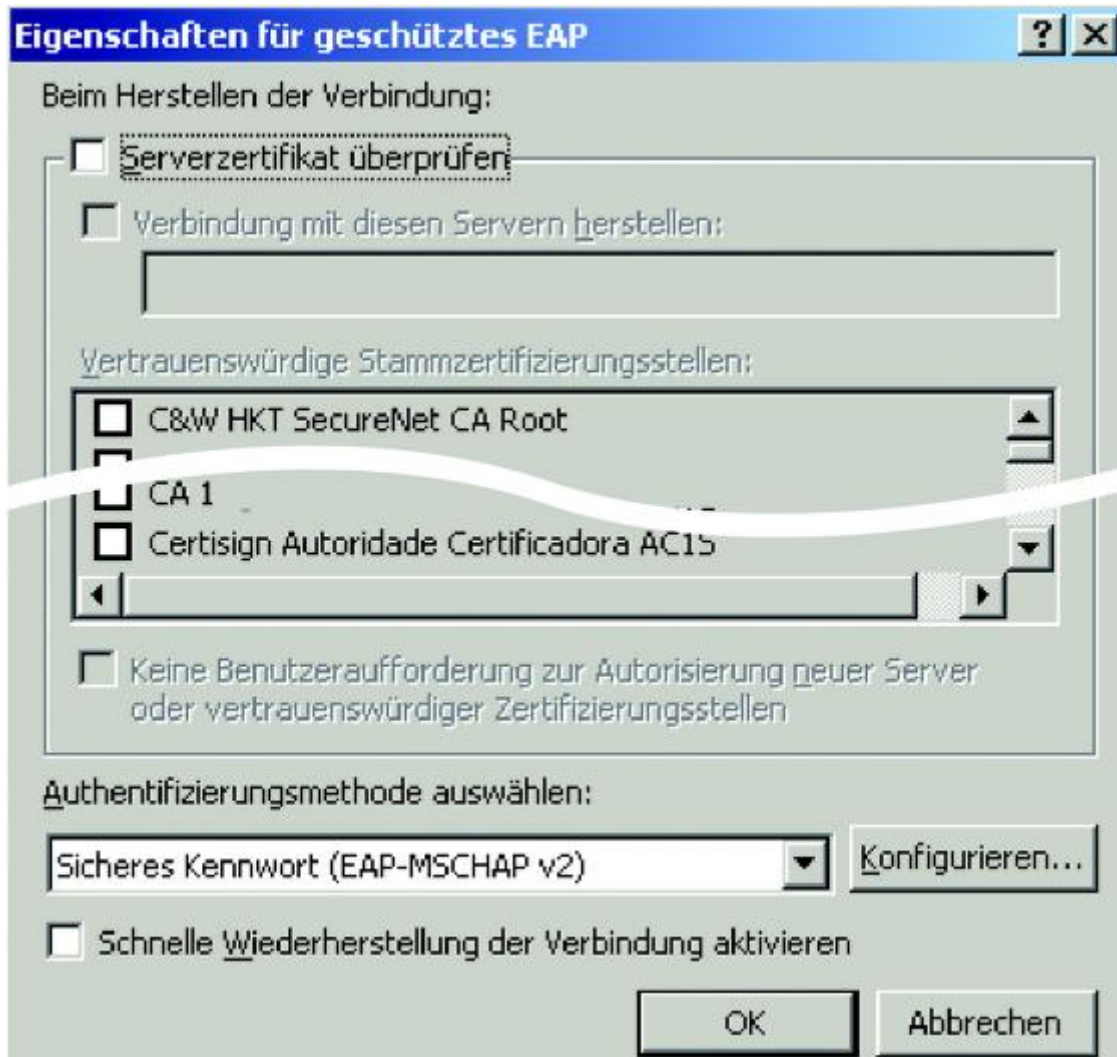 Eigenschaften für geschütztes EAP
Beim Herstellen der Verbindung:
Serverzertifikat überprüfen
Verbindung mit diesen Servern herstellen:
Vertrauenswürdige Stammzertifizierungsstellen:
C&W HKT SecureNet CA Root
CA 1
Certisign Autoridade Certificadora AC1S
Keine Benutzeraufforderung zur Autorisierung neuer Server
oder vertrauenswürdiger Zertifizierungsstellen
Authentifizierungsmethode auswählen:
Sicheres Kennwort (EAP-MSCHAP v2)
Konfigurieren...
Schnelle Wiederherstellung der Verbindung aktivieren
OK
Abbrechen